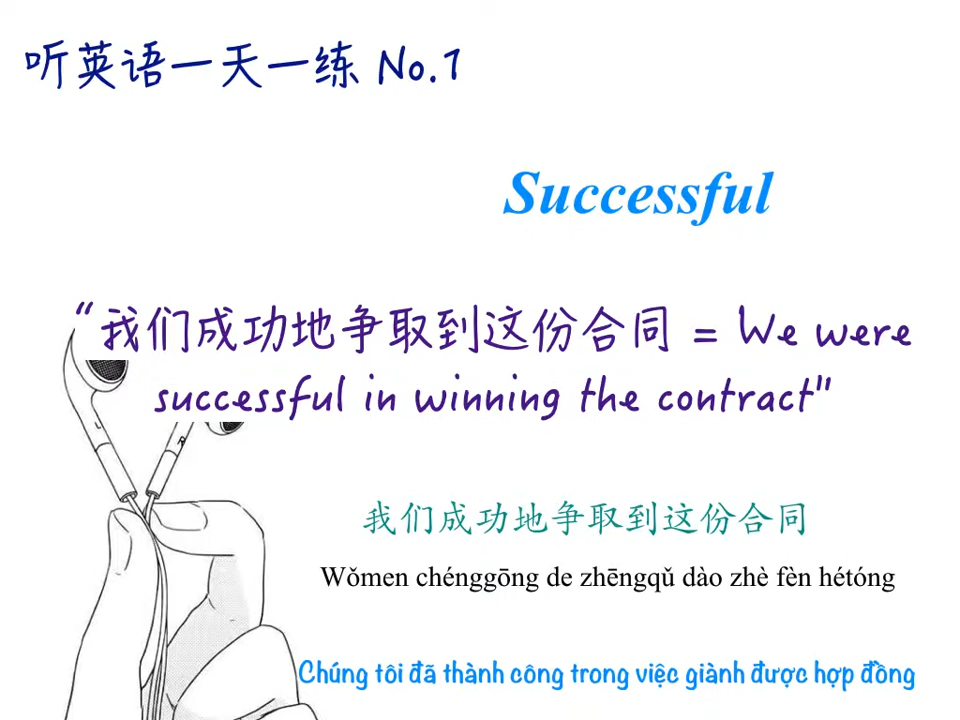 听英语一天一练 No.1
Successful
“我们成功地争取到这份合同 = We were
successful in winning the contract"
我们成功地争取到这份合同
Wǒmen chénggōng de zhēngqǔ dào zhè fèn hétóng
Chúng tôi đã thành công trong việc giành được hợp đồng
L
R